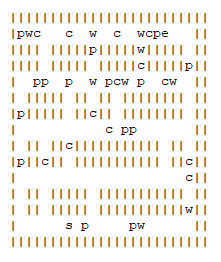 |||||||||||||||||||||||||
|pwc   c  w  c  wcpe   ||
| || |||||p|||||w||||| ||
|||| ||||| |||||c|||||p||
|  pp  p  w pcw p  cw   |
| || || ||||| || ||||| ||
|p|| || ||c|| || ||||| ||
|           c pp        |
| || ||c||||| ||||||||
|p|c|| ||||| ||||||||c|
|                     c|
| || || ||||| || ||||| ||
| || || ||||| || |||||w||
|      s p     pw       |
|||||||||||||||||||||||||